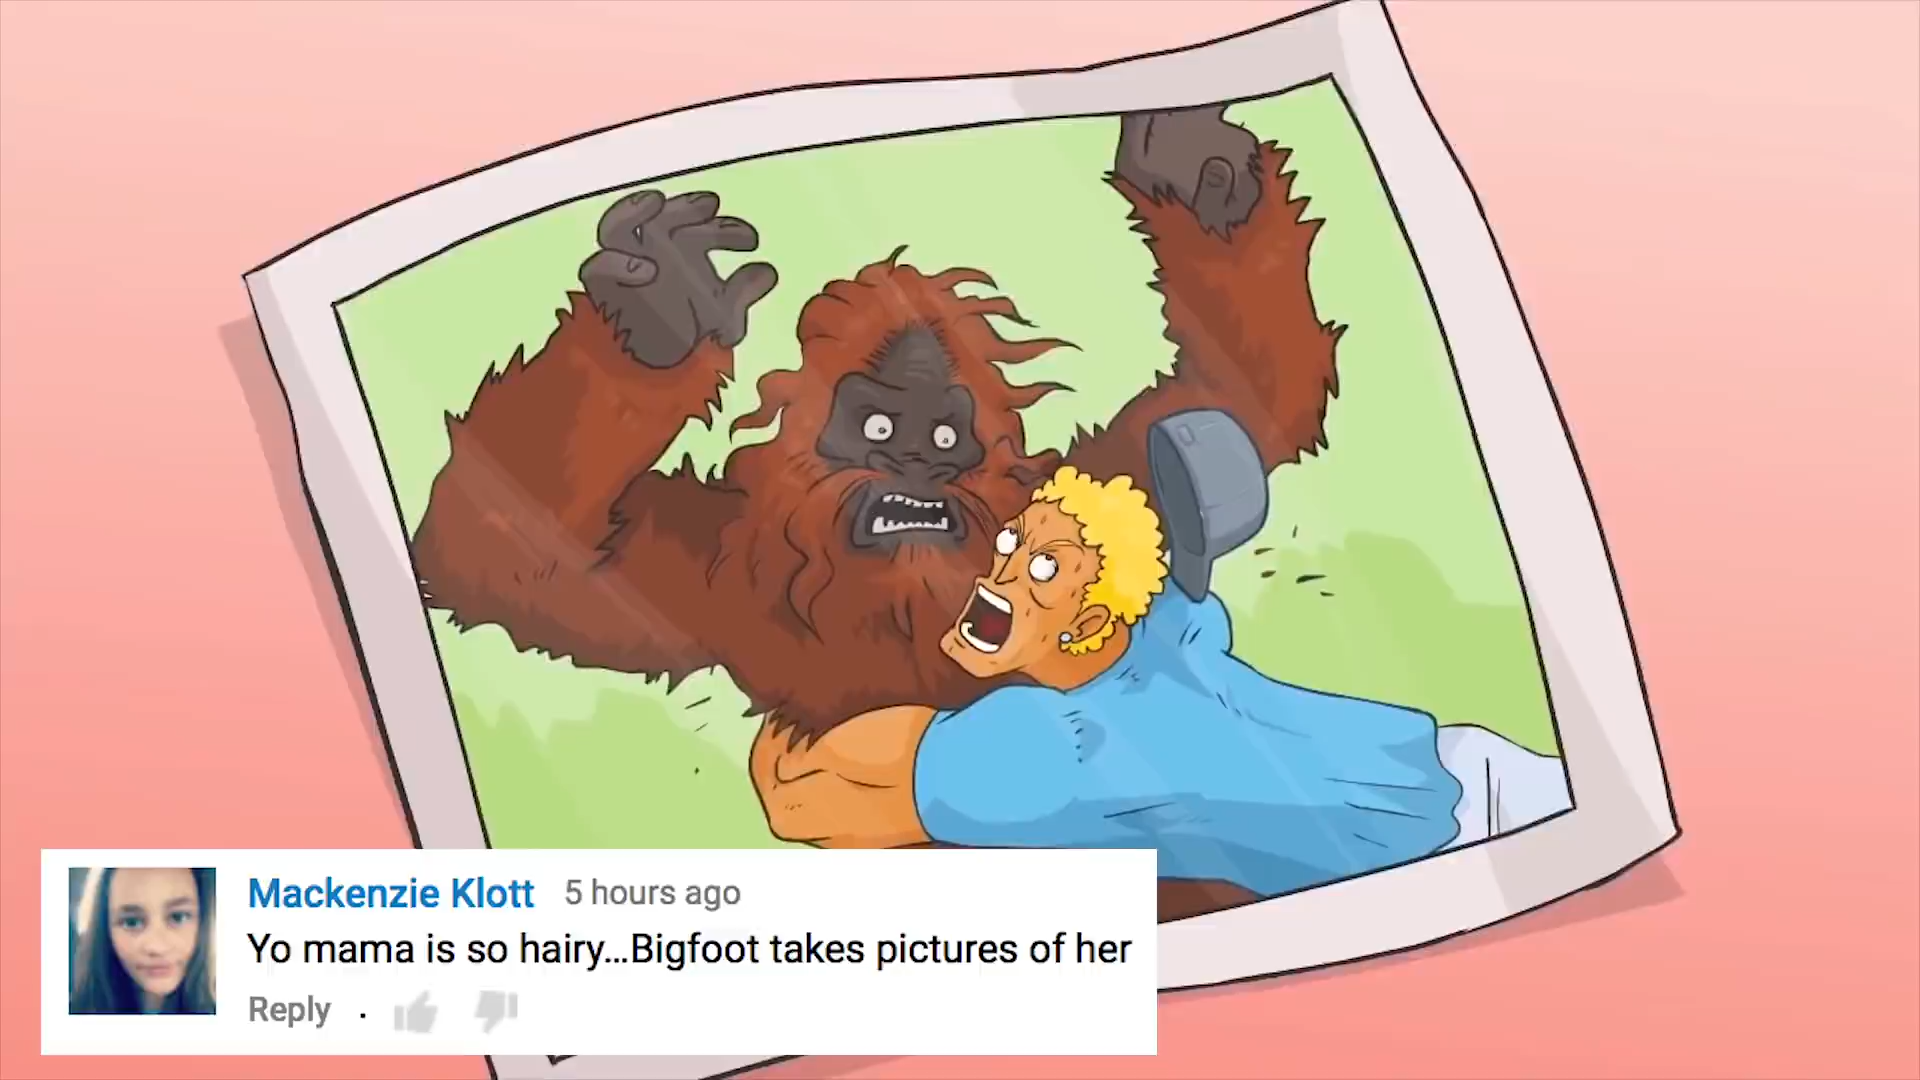 Mackenzie Klott 5 hours ago
Yo mama is so hairy...Bigfoot takes pictures of her
Reply .